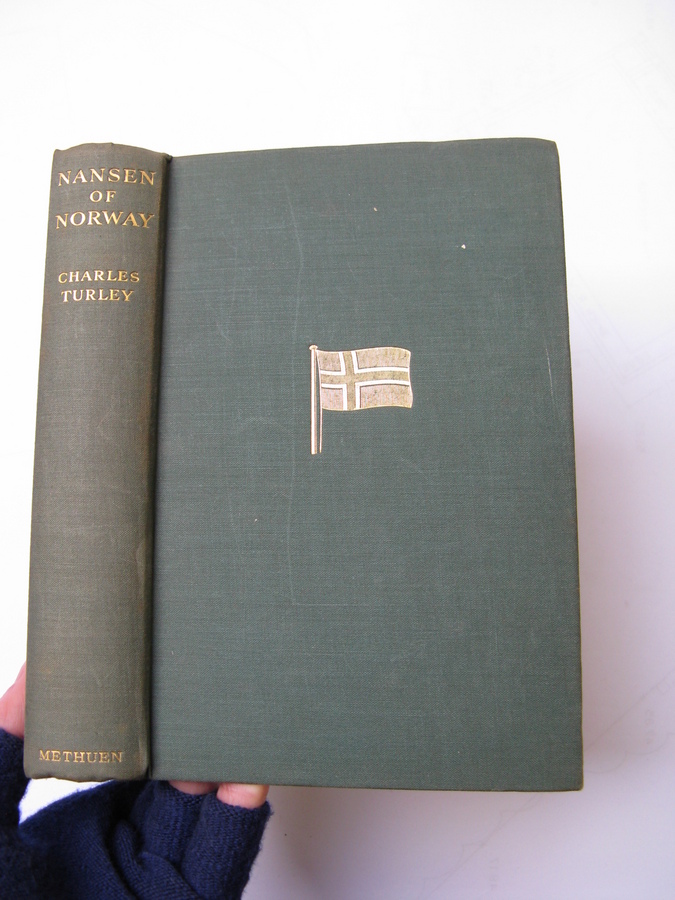 NANSEN
OF
NORWAY
CHARLES
TURLEY
METHUEN